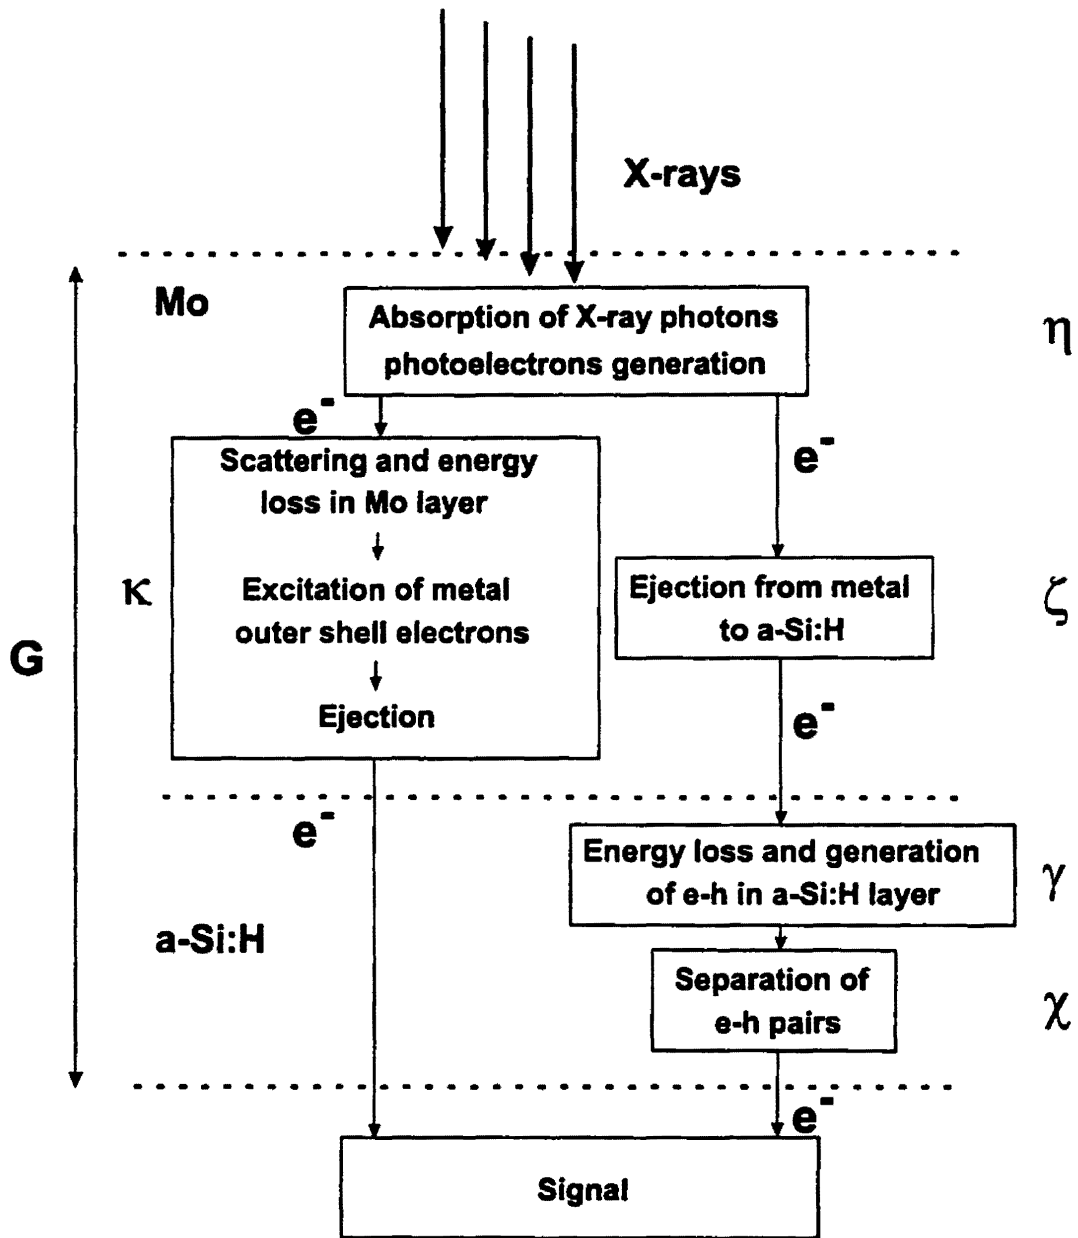 X-rays
Mo
Absorption of X-ray photons
photoelectrons generation
η
e-
e-
Scattering and energy
loss in Mo layer
κ
Excitation of metal
outer shell electrons
Ejection
Ejection from metal
to a-Si:H
ζ
G
e-
e-
Energy loss and generation
of e-h in a-Si:H layer
γ
a-Si:H
Separation of
e-h pairs
χ
e-
Signal